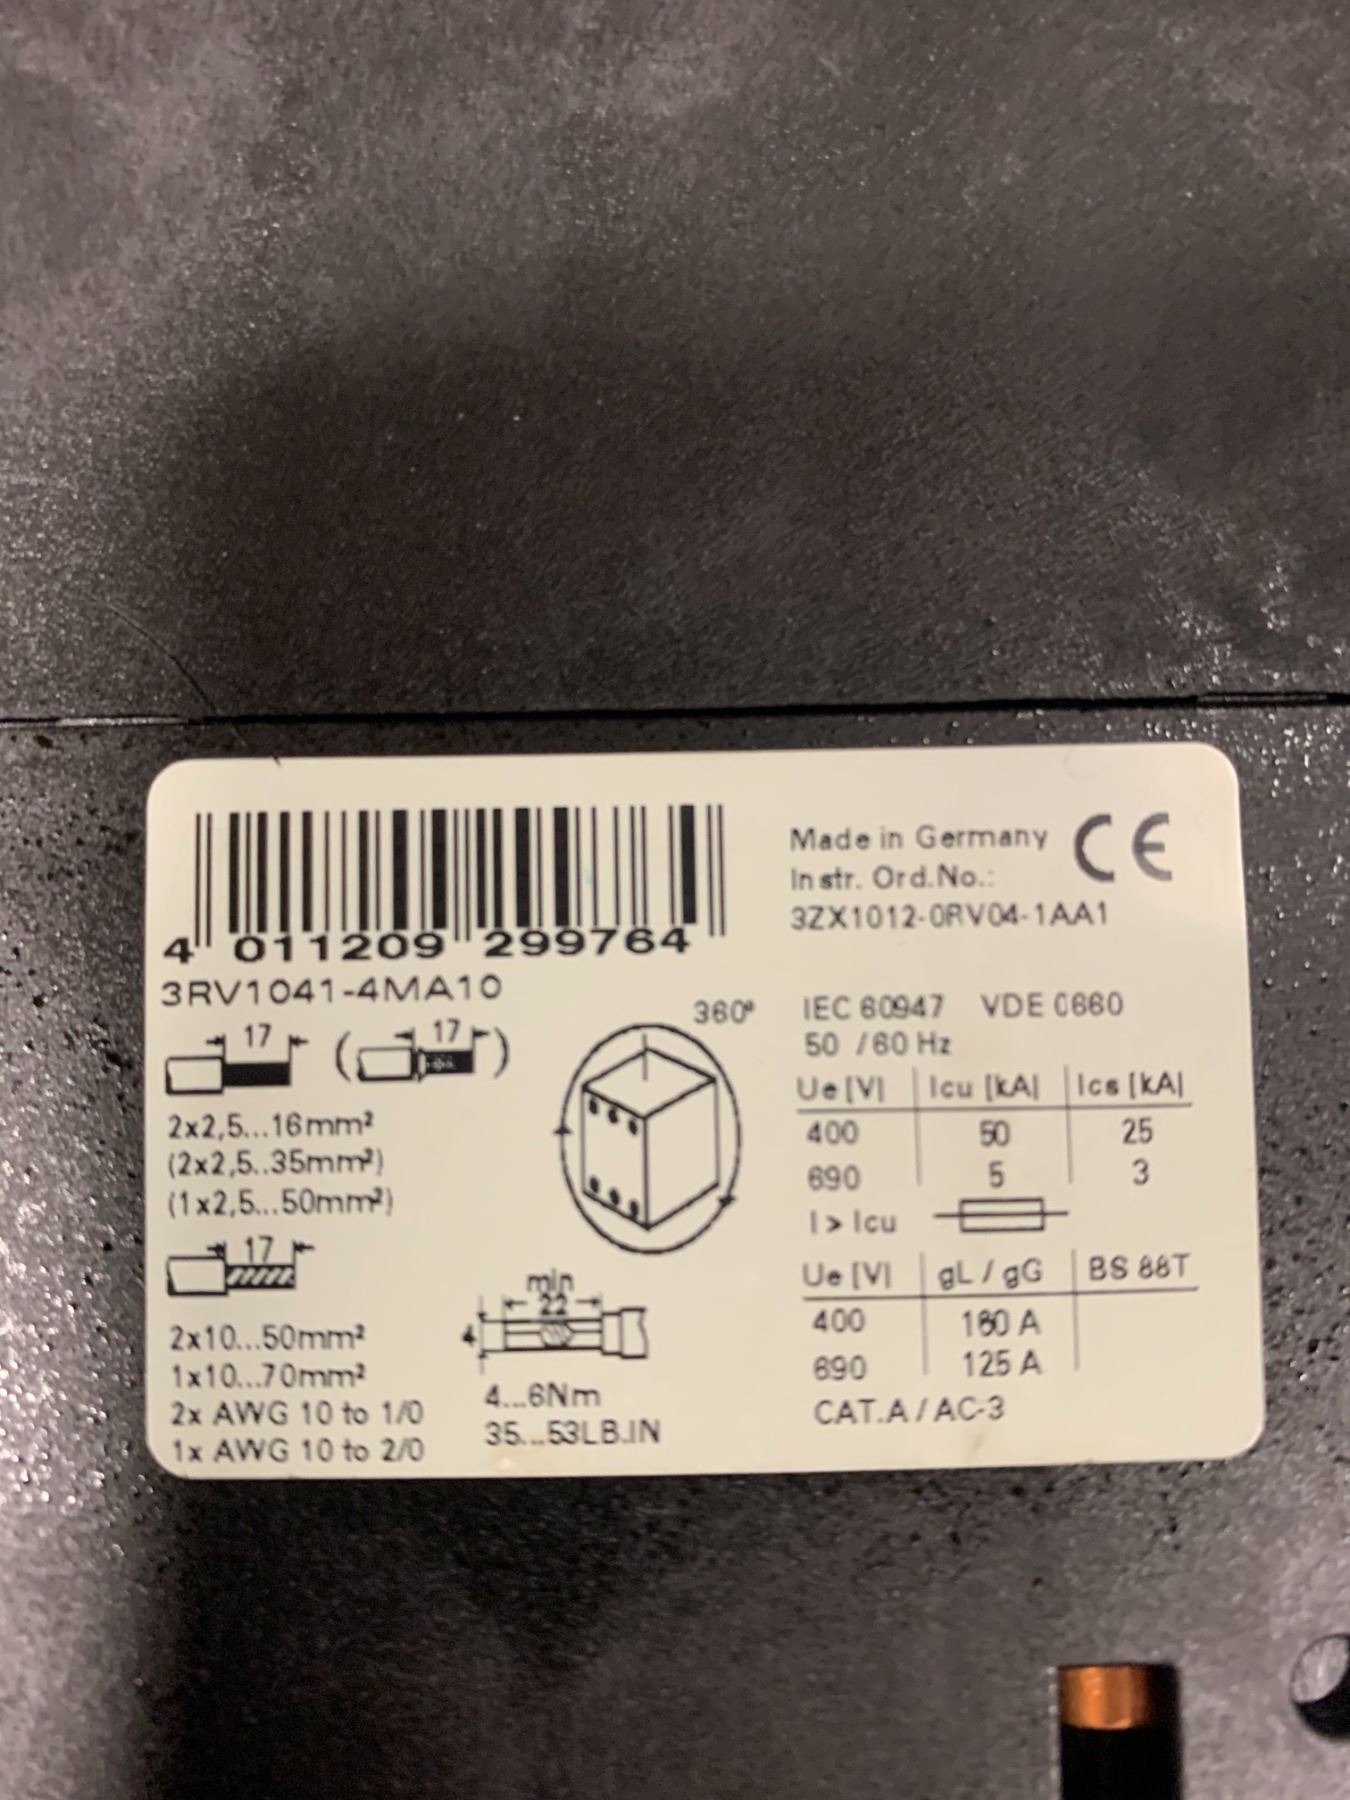 4 011209 299764
3RV1041-4MA10
Made in Germany CE
Instr. Ord.No.:
3ZX1012-0RV04-1AA1
17 ( 17 )
2x2,5...16mm²
(2x2,5..35mm²)
(1x2,5...50mm²)
17
2x10...50mm²
1x10...70mm²
2x AWG 10 to 1/0
1x AWG 10 to 2/0
360°
min
22
4
4...6Nm
35...53LB.IN
IEC 60947 VDE 0660
50 /60 Hz
Ue [V] Icu [kA] Ics [kA]
400 50 25
690 5 3
I > Icu
Ue [V] gL / gG BS 88T
400 160 A
690 125 A
CAT.A / AC-3